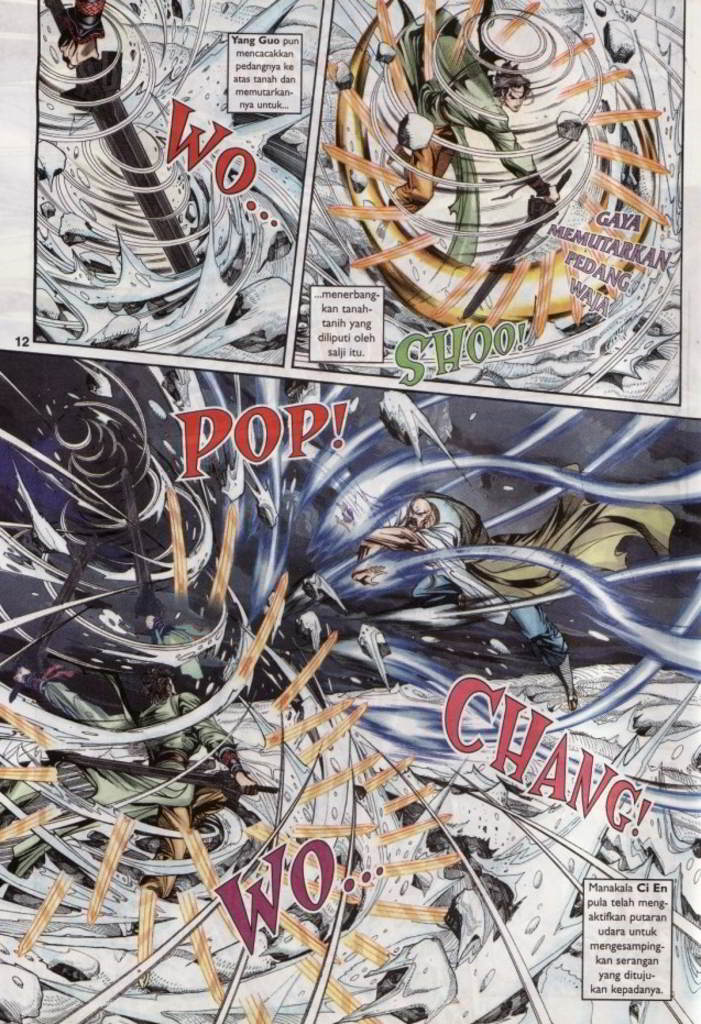 Yang Guo pun
mencacakkan
pedangnya ke
atas tanah dan
memutarkan-
nya untuk...
WO...
GAYA
MEMUTARKAN
PEDANG
WAJA
...menerbang-
kan tanah-
tanih yang
diliputi oleh
salji itu.
SHOO!
12
POP!
CHANG!
WO...
Manakala Ci En
pula telah meng-
aktifkan putaran
udara untuk
mengesamping-
kan serangan
yang dituju-
kan kepadanya.